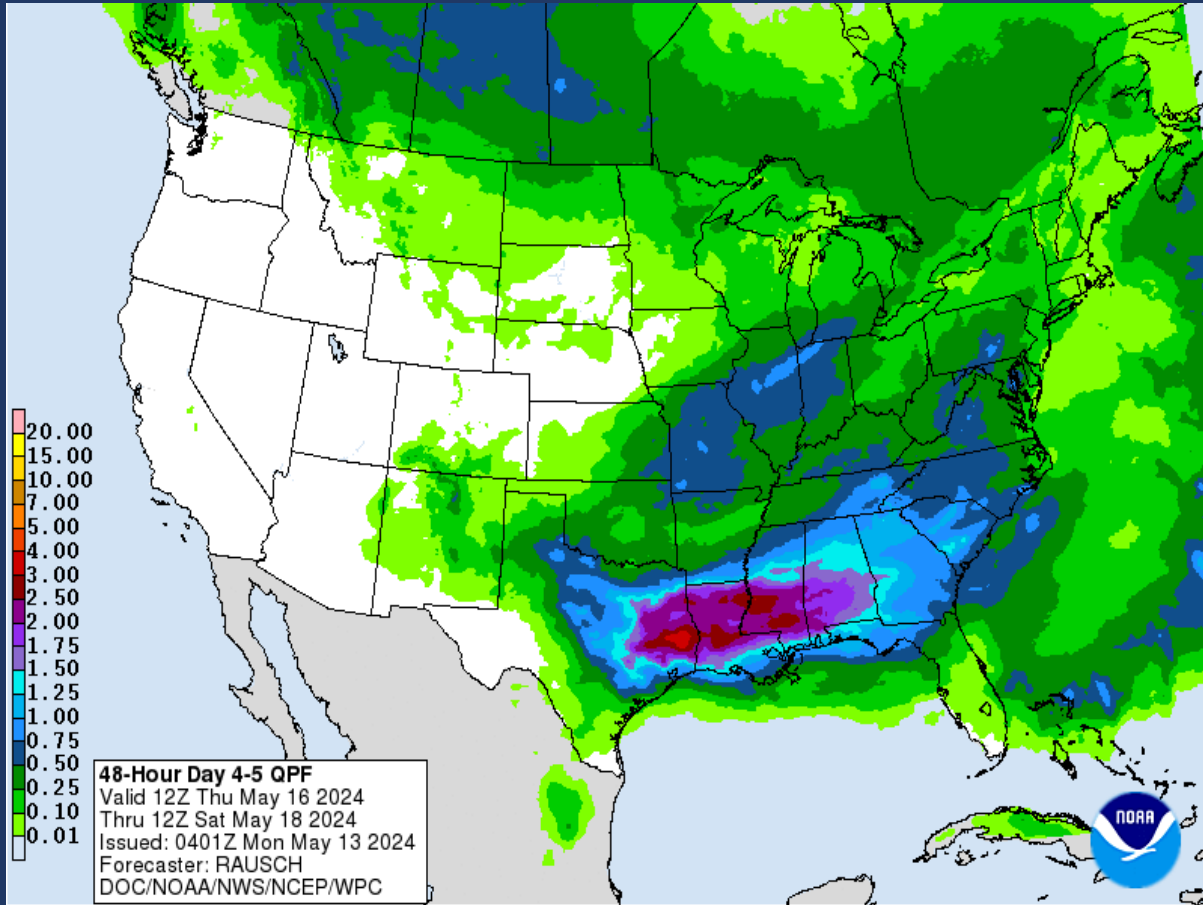 20.00
15.00
10.00
7.00
5.00
4.00
3.00
2.50
2.00
1.75
1.50
1.25
1.00
0.75
0.50
0.25
0.10
0.01
48-Hour Day 4-5 QPF
Valid 12Z Thu May 16 2024
Thru 12Z Sat May 18 2024
Issued: 0401Z Mon May 13 2024
Forecaster: RAUSCH
DOC/NOAA/NWS/NCEP/WPC
NOAA